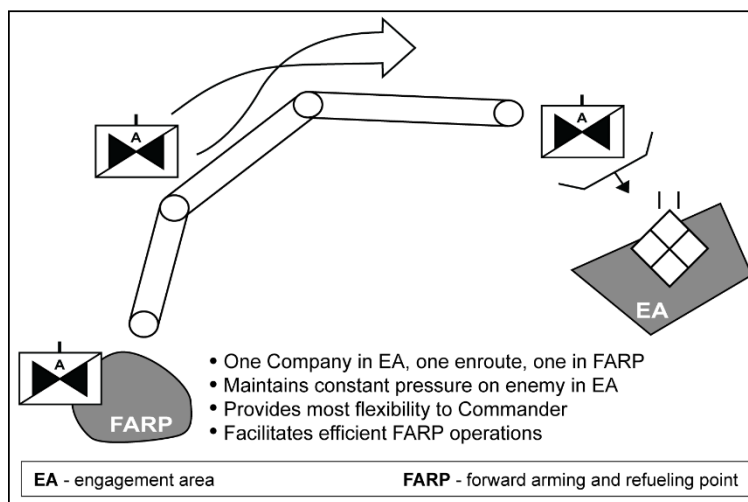 A
A
EA
A
FARP
• One Company in EA, one enroute, one in FARP
• Maintains constant pressure on enemy in EA
• Provides most flexibility to Commander
• Facilitates efficient FARP operations
EA - engagement area
FARP - forward arming and refueling point